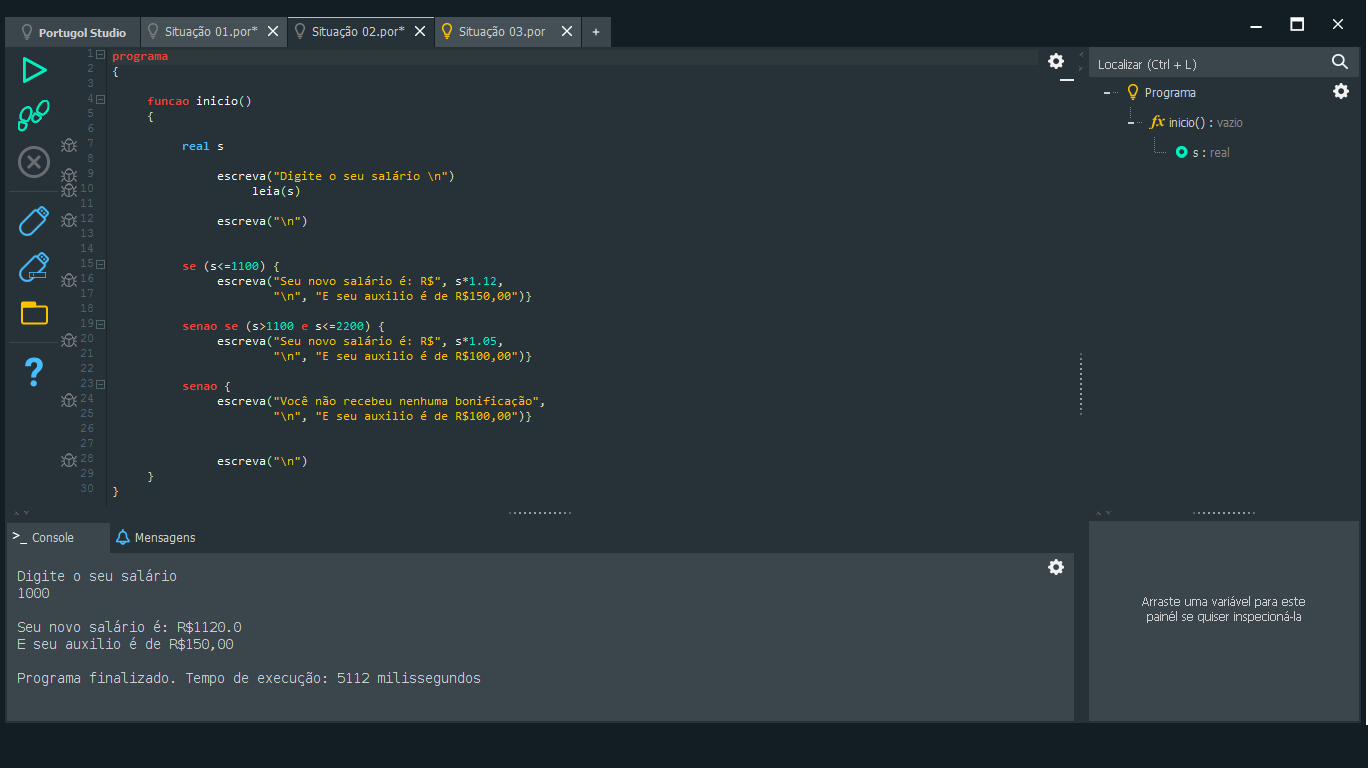 Portugol Studio Situação 01.por* Situação 02.por* Situação 03.por +
1 programa
2 {
3
4 funcao inicio()
5 {
6
7 real s
8
9 escreva("Digite o seu salário \n")
10 leia(s)
11
12 escreva("\n")
13
14
15 se (s<=1100) {
16 escreva("Seu novo salário é: R$", s*1.12,
17 "\n", "E seu auxilio é de R$150,00")}
18
19 senao se (s>1100 e s<=2200) {
20 escreva("Seu novo salário é: R$", s*1.05,
21 "\n", "E seu auxilio é de R$100,00")}
22
23 senao {
24 escreva("Você não recebeu nenhuma bonificação",
25 "\n", "E seu auxilio é de R$100,00")}
26
27
28 escreva("\n")
29 }
30 }
Localizar (Ctrl + L)
Programa
fx inicio() : vazio
s : real
>_ Console Mensagens
Digite o seu salário
1000
Seu novo salário é: R$1120.0
E seu auxilio é de R$150,00
Programa finalizado. Tempo de execução: 5112 milissegundos
Arraste uma variável para este
painél se quiser inspecioná-la
?